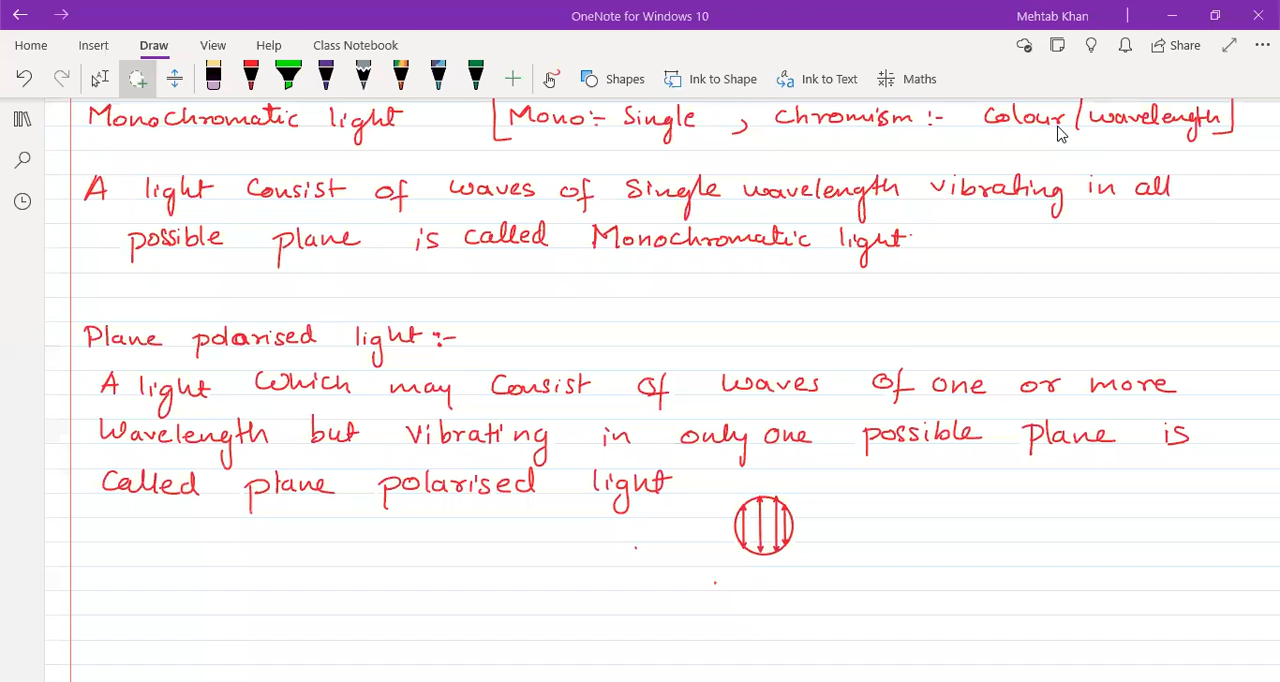 OneNote for Windows 10
Mehtab Khan
Home Insert Draw View Help Class Notebook
Share
Shapes Ink to Shape Ink to Text Maths
Monochromatic light [Mono:- Single , chromism :- Colour/wavelength]
A light Consist of waves of Single wavelength vibrating in all
possible plane is called Monochromatic light.
Plane polarised light :-
A light Which may Consist of waves of one or more
Wavelength but Vibrating in only one possible Plane is
Called plane polarised light